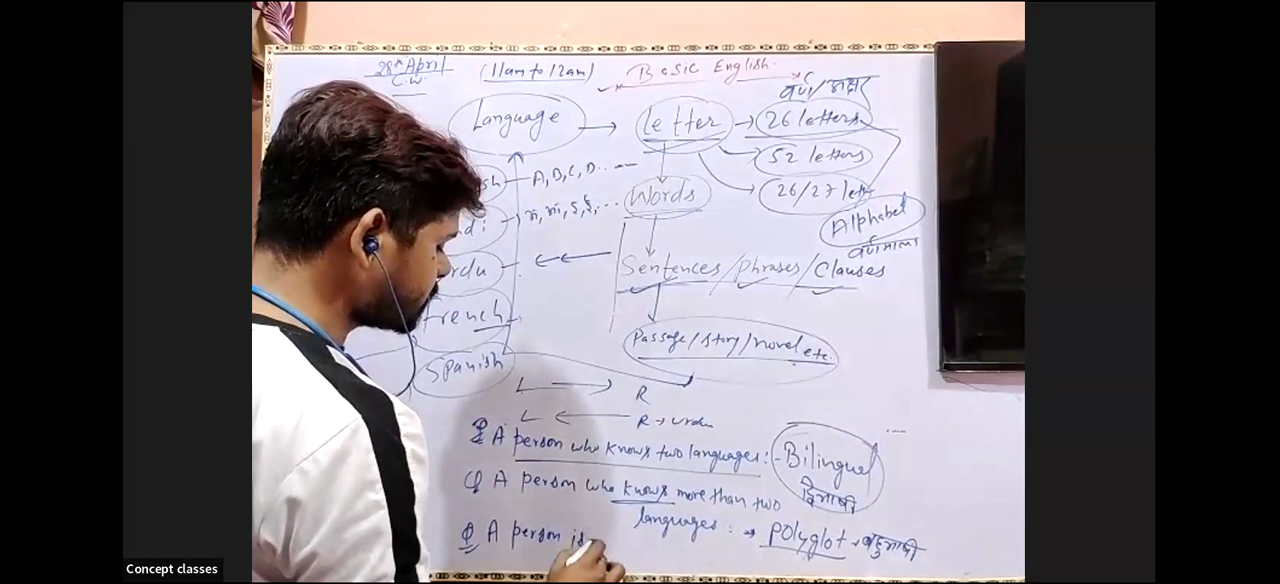 28th April (11am to 12am) Basic English
C.W.
वर्ण/अक्षर
Language → letter → 26 letters
→ 52 letters
A, B, C, D... Words → 26/27
Alphabet
वर्णमाला
Sentences/Phrases/Clauses
French
Passage/story/novel etc.
Spanish
L → R
L ← R → urdu
Q A person who knows two languages:- Bilingual
द्विभाषी
Q A person who knows more than two
languages:→ polyglot → बहुभाषी
Q A person is
Concept classes